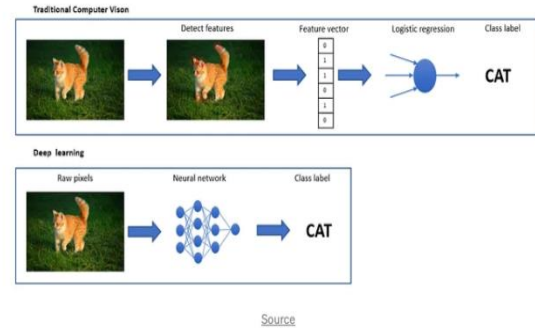 Traditional Computer Vison
Detect features
Feature vector
Logistic regression
Class label
0
1
1
0
1
0
CAT
Deep learning
Raw pixels
Neural network
Class label
CAT
Source